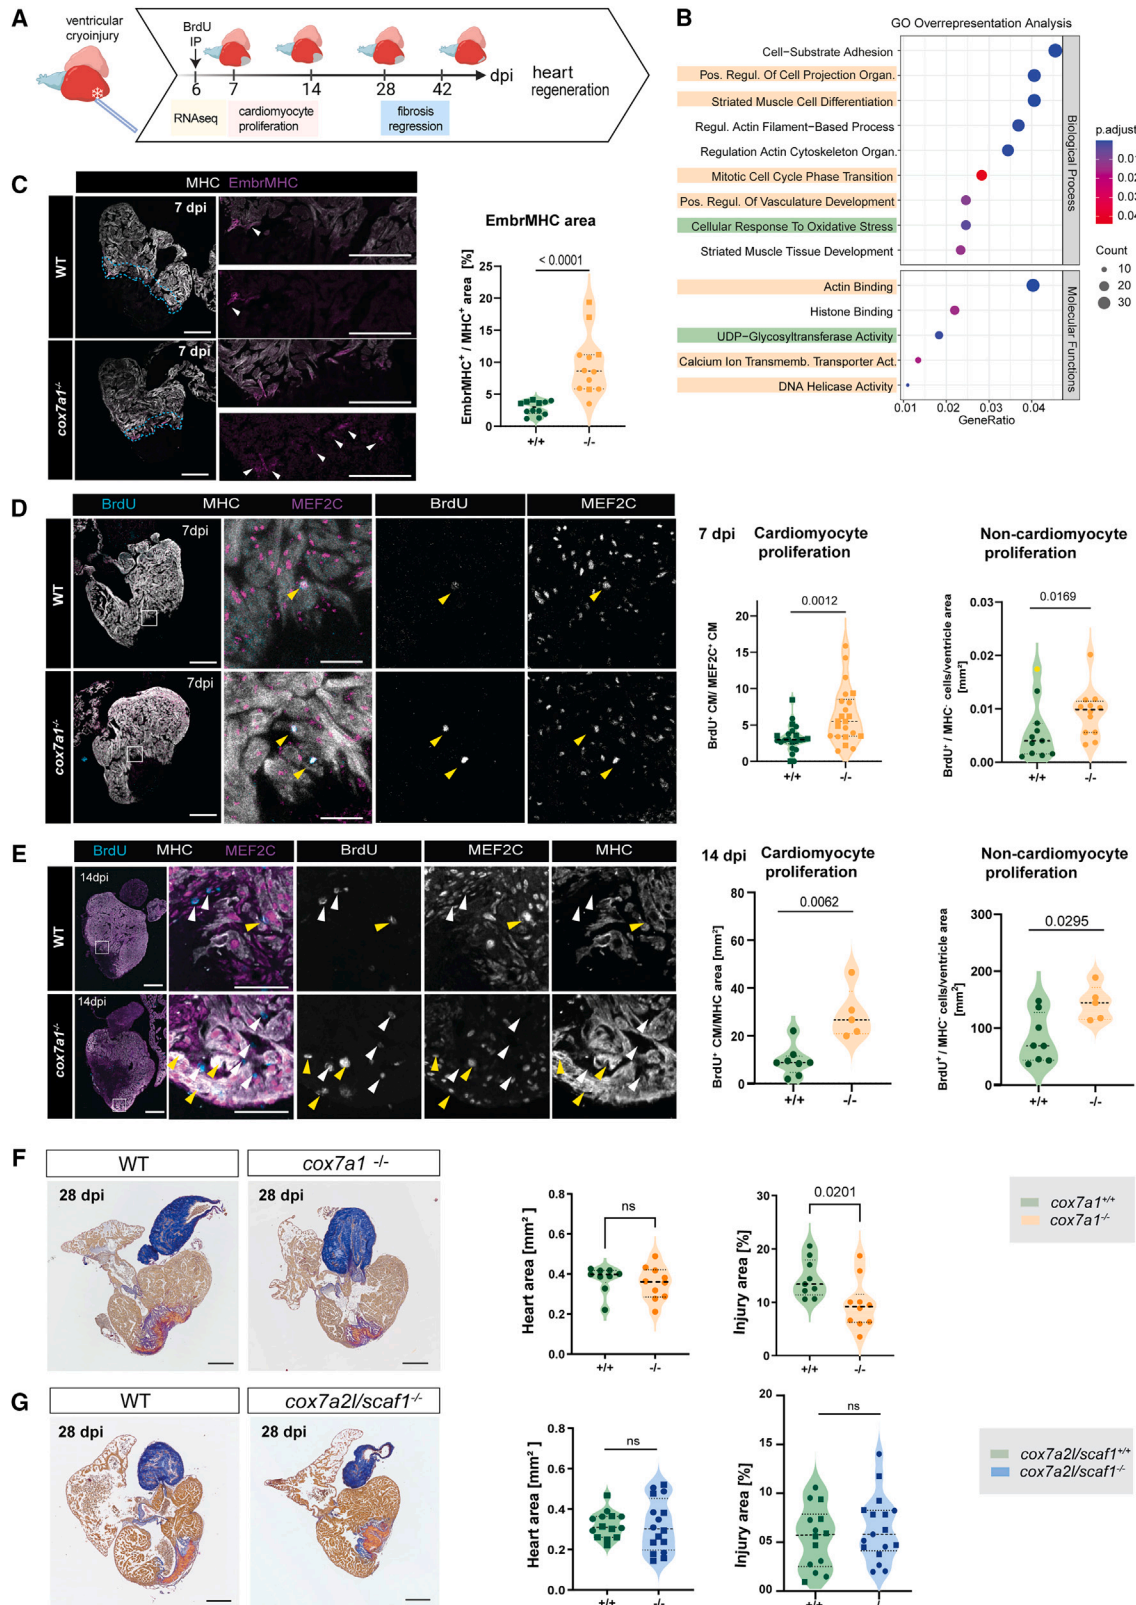 A
ventricular
cryoinjury
BrdU
IP
6
7
14
28
42
dpi
heart
regeneration
RNAseq
cardiomyocyte
proliferation
fibrosis
regression
B
GO Overrepresentation Analysis
Cell-Substrate Adhesion
Pos. Regul. Of Cell Projection Organ.
Striated Muscle Cell Differentiation
Regul. Actin Filament-Based Process
Regulation Actin Cytoskeleton Organ.
Mitotic Cell Cycle Phase Transition
Pos. Regul. Of Vasculature Development
Cellular Response To Oxidative Stress
Striated Muscle Tissue Development
Actin Binding
Histone Binding
UDP-Glycosyltransferase Activity
Calcium Ion Transmemb. Transporter Act.
DNA Helicase Activity
Biological Process
Molecular Functions
0.01 0.02 0.03 0.04
GeneRatio
p.adjust
0.01
0.02
0.03
0.04
Count
10
20
30
C
MHC EmbrMHC
7 dpi
WT
7 dpi
cox7a1-/-
EmbrMHC area
< 0.0001
EmbrMHC+ / MHC+ area [%]
25
20
15
10
5
0
+/+ -/-
D
BrdU MHC MEF2C BrdU MEF2C
7dpi
WT
7dpi
cox7a1-/-
7 dpi
Cardiomyocyte
proliferation
0.0012
BrdU+ CM/ MEF2C+ CM
20
15
10
5
0
+/+ -/-
Non-cardiomyocyte
proliferation
0.0169
BrdU+ / MHC- cells/ventricle area
[mm²]
0.03
0.02
0.01
0.00
+/+ -/-
E
BrdU MHC MEF2C BrdU MEF2C MHC
14dpi
WT
14dpi
cox7a1-/-
14 dpi
Cardiomyocyte
proliferation
0.0062
BrdU+ CM/MHC area [mm²]
80
60
40
20
0
+/+ -/-
Non-cardiomyocyte
proliferation
0.0295
BrdU+ / MHC- cells/ventricle area
[mm²]
300
200
100
0
+/+ -/-
F
WT
cox7a1 -/-
28 dpi
28 dpi
ns
Heart area [mm²]
0.8
0.6
0.4
0.2
0.0
+/+ -/-
0.0201
Injury area [%]
30
20
10
0
+/+ -/-
cox7a1+/+
cox7a1-/-
G
WT
cox7a2l/scaf1-/-
28 dpi
28 dpi
ns
Heart area [mm²]
0.8
0.6
0.4
0.2
0.0
+/+ -/-
ns
Injury area [%]
20
15
10
05
00
cox7a2l/scaf1+/+
cox7a2l/scaf1-/-